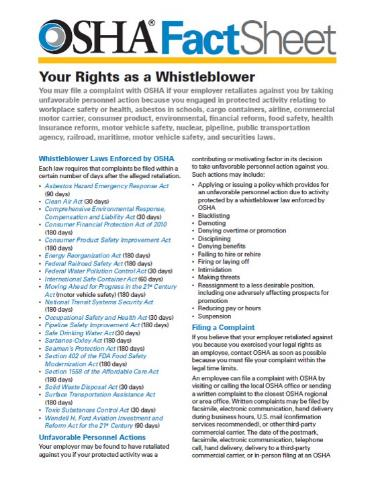 OSHA® FactSheet
Your Rights as a Whistleblower
You may file a complaint with OSHA if your employer retaliates against you by taking
unfavorable personnel action because you engaged in protected activity relating to
workplace safety or health, asbestos in schools, cargo containers, airline, commercial
motor carrier, consumer product, environmental, financial reform, food safety, health
insurance reform, motor vehicle safety, nuclear, pipeline, public transportation
agency, railroad, maritime, motor vehicle safety, and securities laws.
Whistleblower Laws Enforced by OSHA
Each law requires that complaints be filed within a
certain number of days after the alleged retaliation.
• Asbestos Hazard Emergency Response Act
(90 days)
• Clean Air Act (30 days)
• Comprehensive Environmental Response,
Compensation and Liability Act (30 days)
• Consumer Financial Protection Act of 2010
(180 days)
• Consumer Product Safety Improvement Act
(180 days)
• Energy Reorganization Act (180 days)
• Federal Railroad Safety Act (180 days)
• Federal Water Pollution Control Act (30 days)
• International Safe Container Act (60 days)
• Moving Ahead for Progress in the 21st Century
Act (motor vehicle safety) (180 days)
• National Transit Systems Security Act
(180 days)
• Occupational Safety and Health Act (30 days)
• Pipeline Safety Improvement Act (180 days)
• Safe Drinking Water Act (30 days)
• Sarbanes-Oxley Act (180 days)
• Seaman's Protection Act (180 days)
• Section 402 of the FDA Food Safety
Modernization Act (180 days)
• Section 1558 of the Affordable Care Act
(180 days)
• Solid Waste Disposal Act (30 days)
• Surface Transportation Assistance Act
(180 days)
• Toxic Substances Control Act (30 days)
• Wendell H. Ford Aviation Investment and
Reform Act for the 21st Century (90 days)
Unfavorable Personnel Actions
Your employer may be found to have retaliated
against you if your protected activity was a
contributing or motivating factor in its decision
to take unfavorable personnel action against you.
Such actions may include:
• Applying or issuing a policy which provides for
an unfavorable personnel action due to activity
protected by a whistleblower law enforced by
OSHA
• Blacklisting
• Demoting
• Denying overtime or promotion
• Disciplining
• Denying benefits
• Failing to hire or rehire
• Firing or laying off
• Intimidation
• Making threats
• Reassignment to a less desirable position,
including one adversely affecting prospects for
promotion
• Reducing pay or hours
• Suspension
Filing a Complaint
If you believe that your employer retaliated against
you because you exercised your legal rights as
an employee, contact OSHA as soon as possible
because you must file your complaint within the
legal time limits.
An employee can file a complaint with OSHA by
visiting or calling the local OSHA office or sending
a written complaint to the closest OSHA regional
or area office. Written complaints may be filed by
facsimile, electronic communication, hand delivery
during business hours, U.S. mail (confirmation
services recommended), or other third-party
commercial carrier. The date of the postmark,
facsimile, electronic communication, telephone
call, hand delivery, delivery to a third-party
commercial carrier, or in-person filing at an OSHA